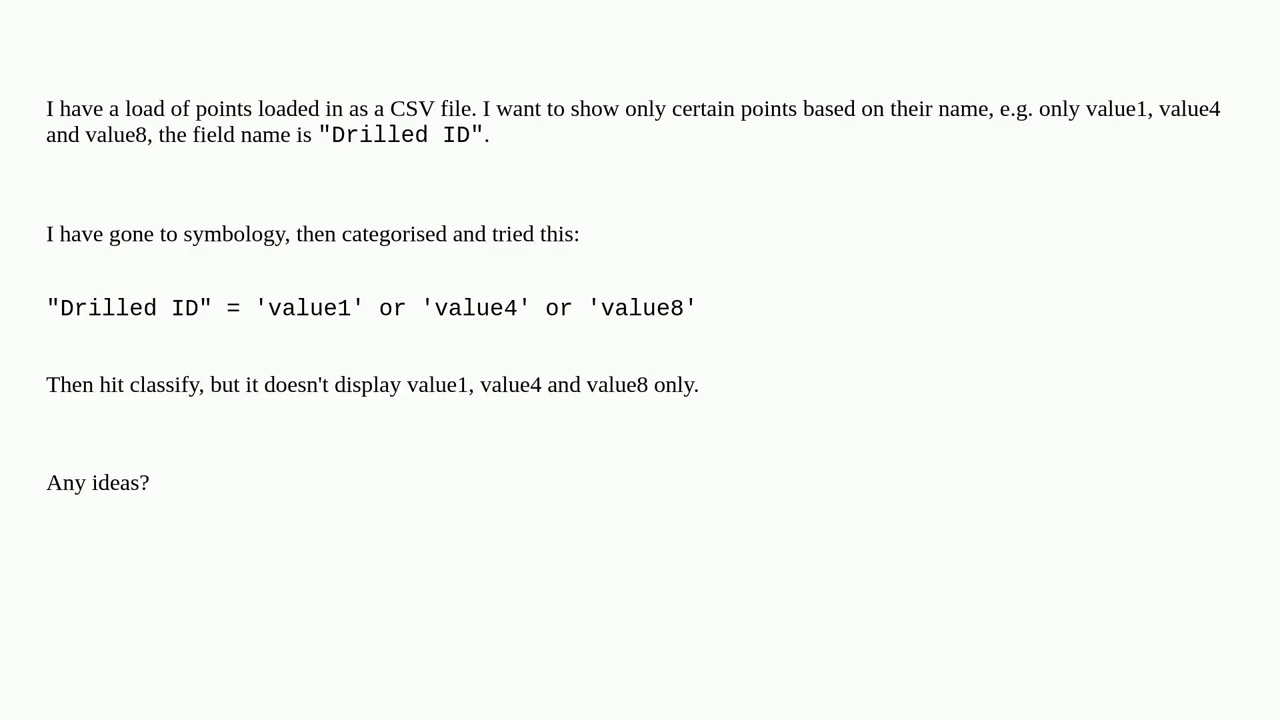 I have a load of points loaded in as a CSV file. I want to show only certain points based on their name, e.g. only value1, value4
and value8, the field name is "Drilled ID".
I have gone to symbology, then categorised and tried this:
"Drilled ID" = 'value1' or 'value4' or 'value8'
Then hit classify, but it doesn't display value1, value4 and value8 only.
Any ideas?